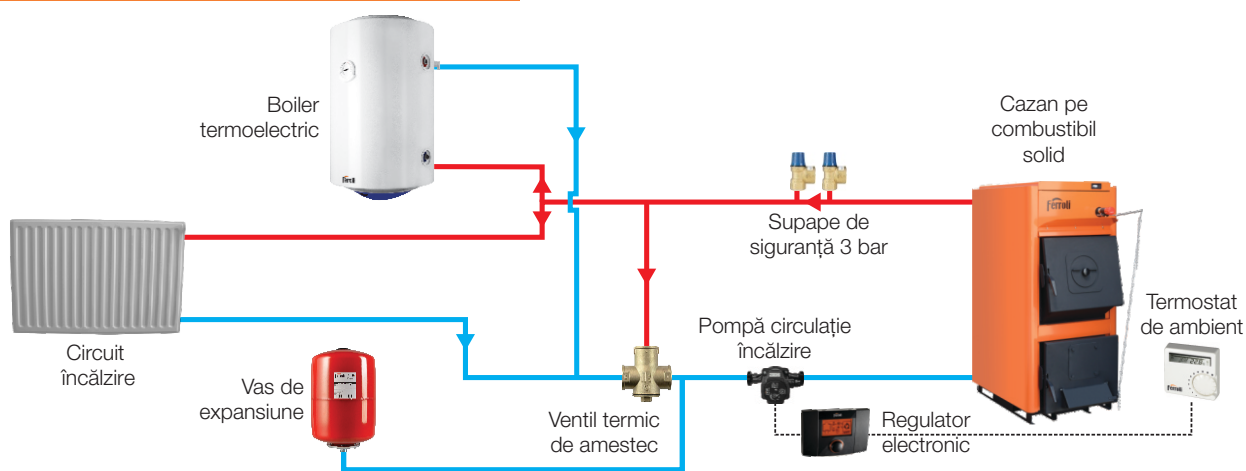 Boiler
termoelectric
Cazan pe
combustibil
solid
Ferroli
Supape de
siguranță 3 bar
Circuit
încălzire
Vas de
expansiune
Ventil termic
de amestec
Pompă circulație
încălzire
Regulator
electronic
Termostat
de ambient